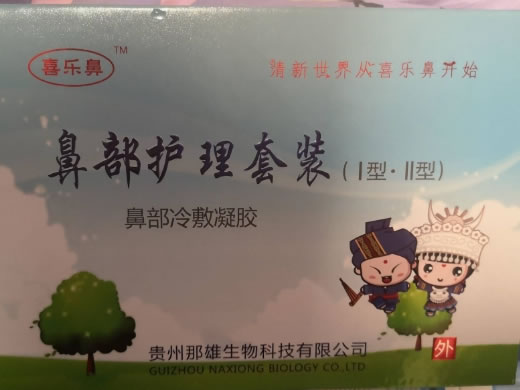 喜乐鼻 TM
清新世界从喜乐鼻开始
鼻部护理套装(I型·II型)
鼻部冷敷凝胶
外
贵州那雄生物科技有限公司
GUIZHOU NAXIONG BIOLOGY CO.LTD